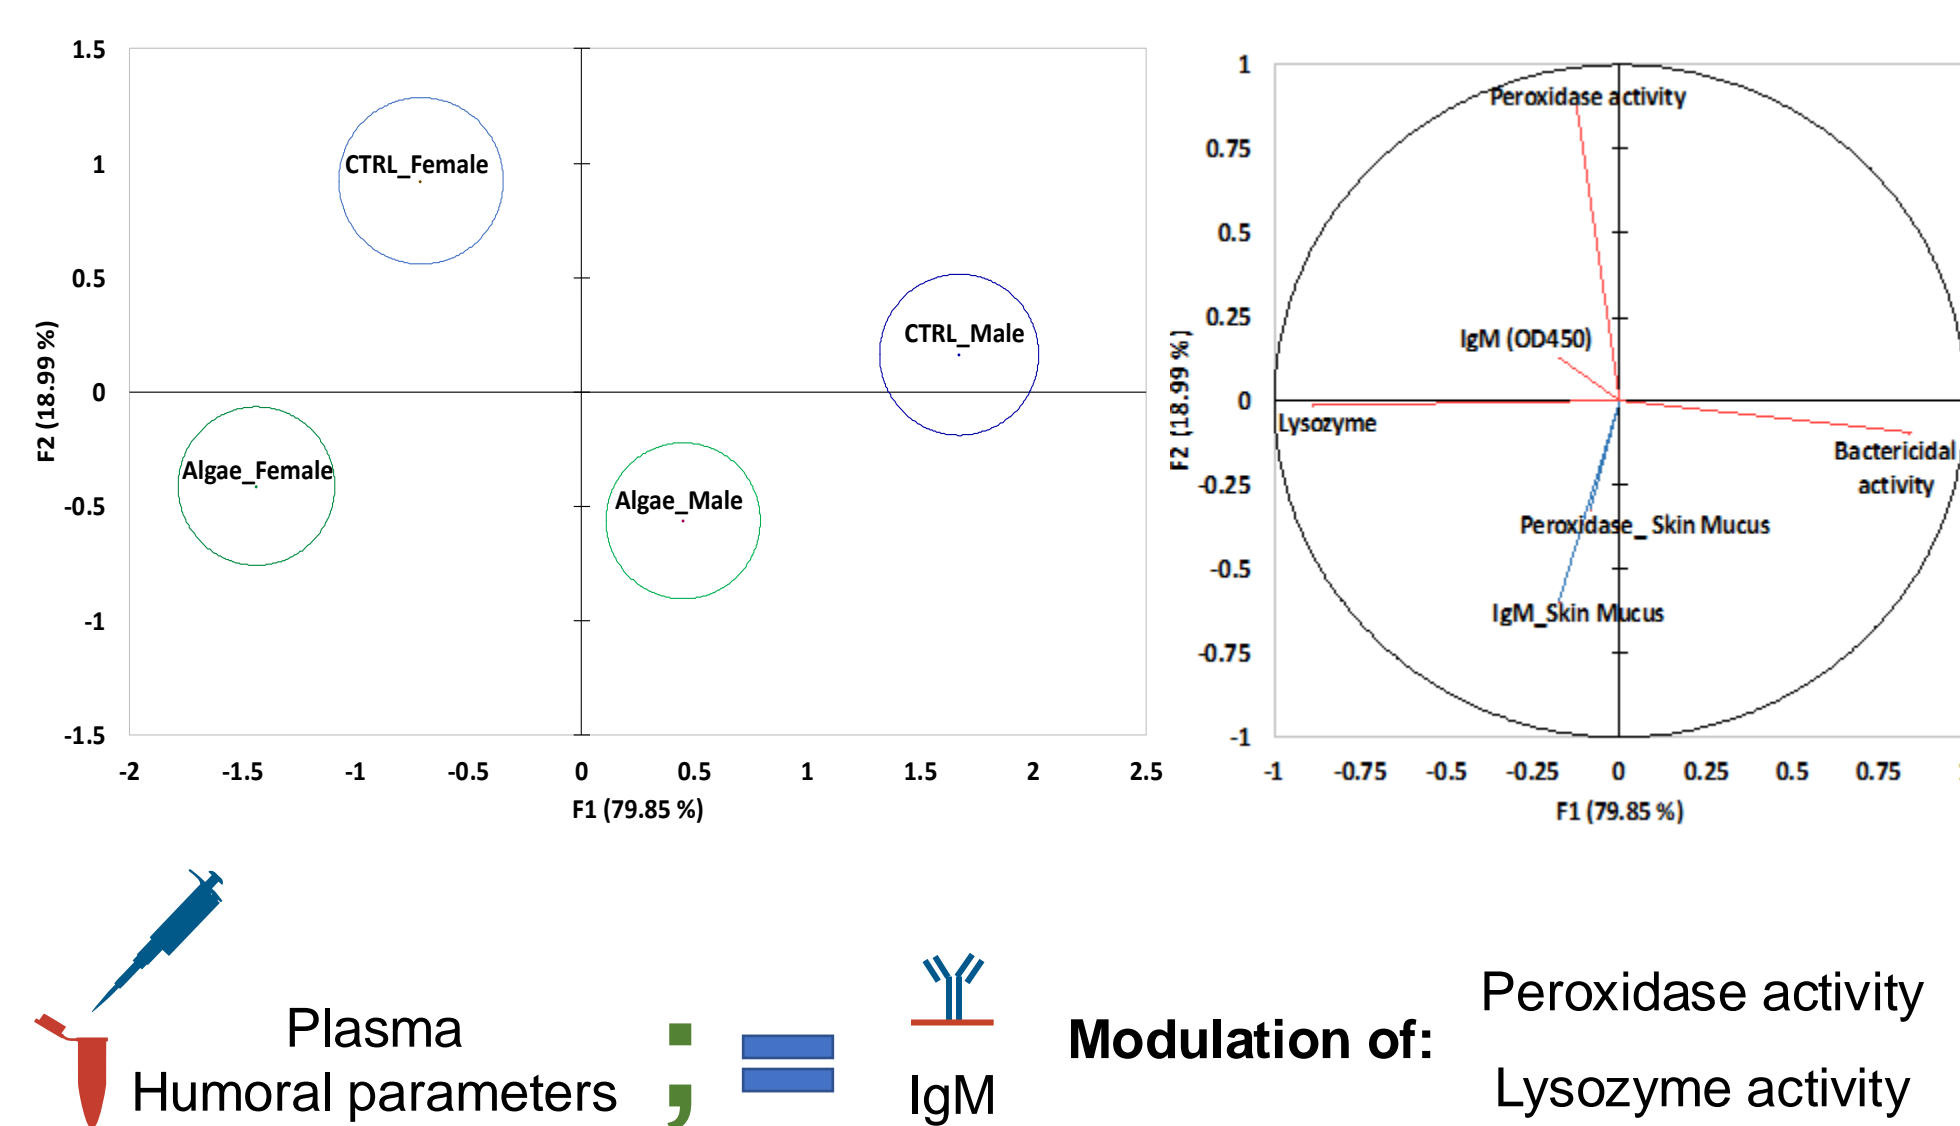 1.5
1
0.5
0
-0.5
-1
-1.5
-2 -1.5 -1 -0.5 0 0.5 1 1.5 2 2.5
F1 (79.85 %)
F2 (18.99 %)
CTRL_Female
CTRL_Male
Algae_Female
Algae_Male
1
0.75
0.5
0.25
0
-0.25
-0.5
-0.75
-1
-1 -0.75 -0.5 -0.25 0 0.25 0.5 0.75
F1 (79.85 %)
F2 (18.99 %)
Peroxidase activity
IgM (OD450)
Lysozyme
Bactericidal
activity
Peroxidase_ Skin Mucus
IgM_Skin Mucus
Plasma
Humoral parameters
;
IgM
Modulation of:
Peroxidase activity
Lysozyme activity